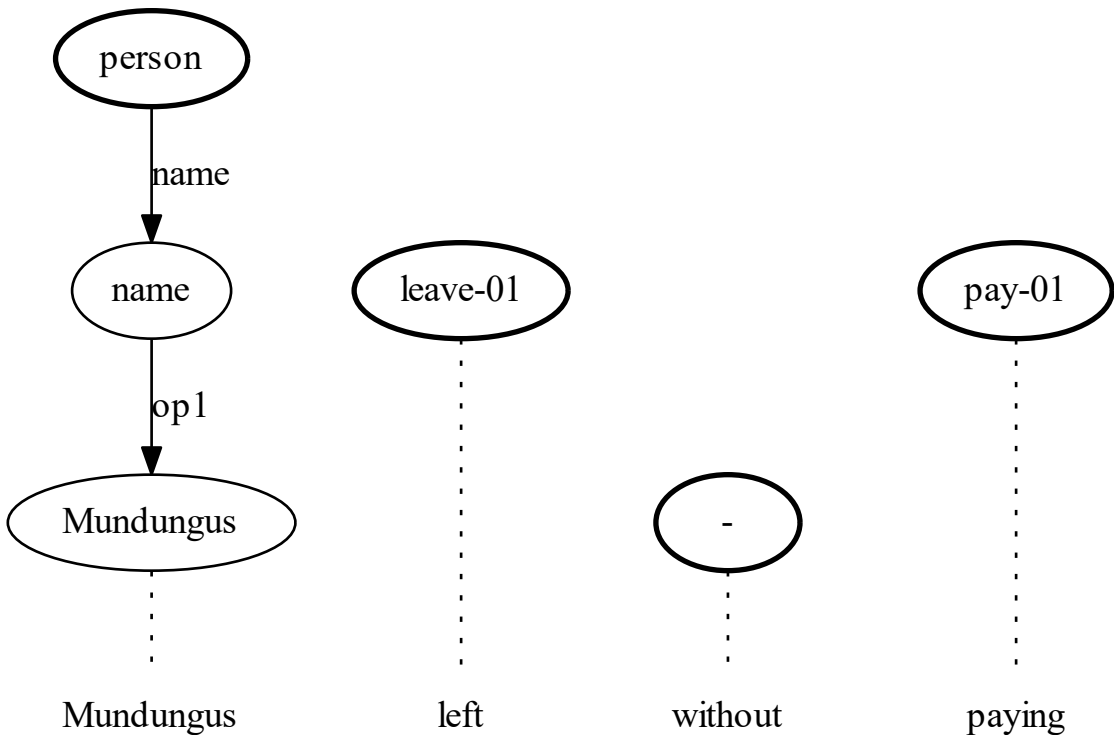 person
name
name leave-01 pay-01
op1
Mundungus -
Mundungus left without paying